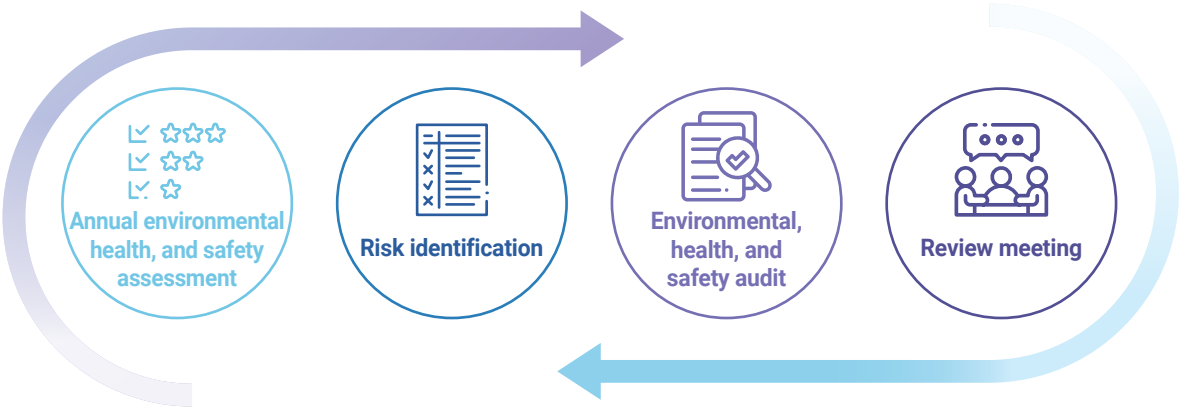 Annual environmental
health, and safety
assessment
Risk identification
Environmental,
health, and
safety audit
Review meeting